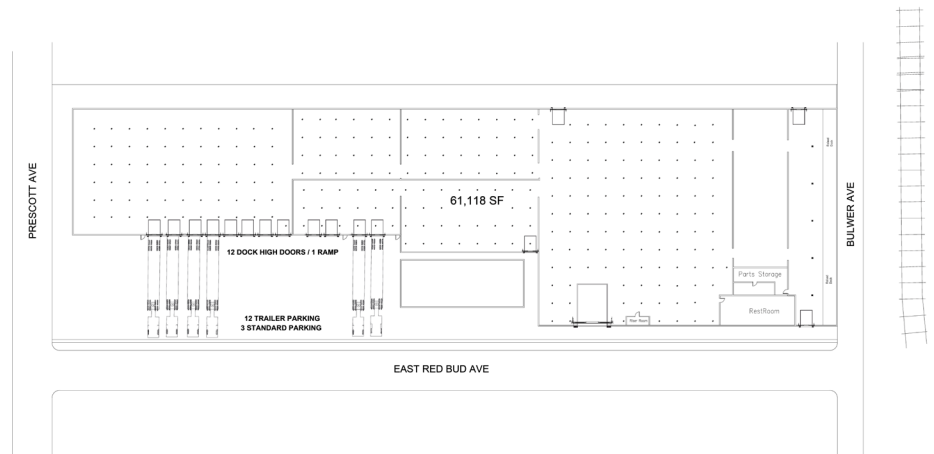 PRESCOTT AVE
61,118 SF
12 DOCK HIGH DOORS / 1 RAMP
12 TRAILER PARKING
3 STANDARD PARKING
Parts Storage
RestRoom
BULWER AVE
EAST RED BUD AVE